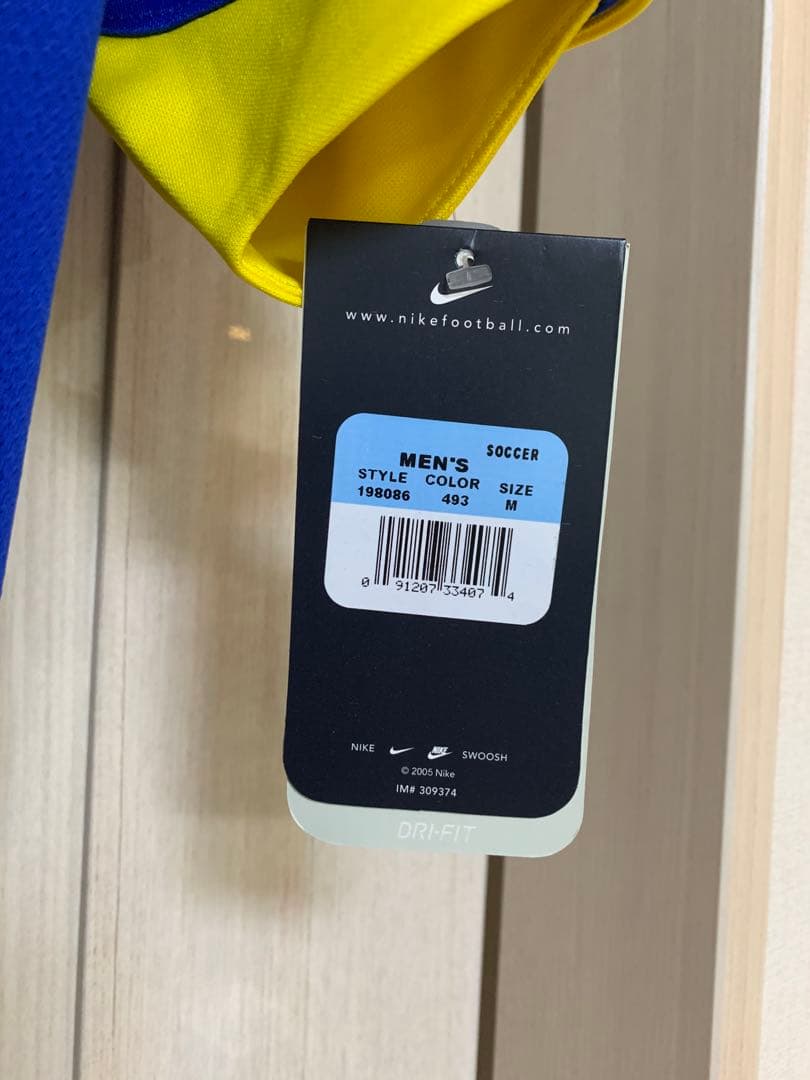 www.nikefootball.com
SOCCER
MEN'S
STYLE COLOR SIZE
198086 493 M
0 91207 33407 4
NIKE NIKE SWOOSH
© 2005 Nike
IM# 309374
DRI-FIT